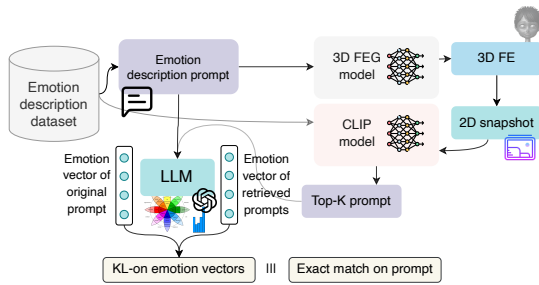 Emotion
description
dataset
Emotion
description prompt
3D FEG
model
3D FE
CLIP
model
2D snapshot
Emotion
vector of
original
prompt
LLM
Emotion
vector of
retrieved
prompts
Top-K prompt
KL-on emotion vectors
III
Exact match on prompt